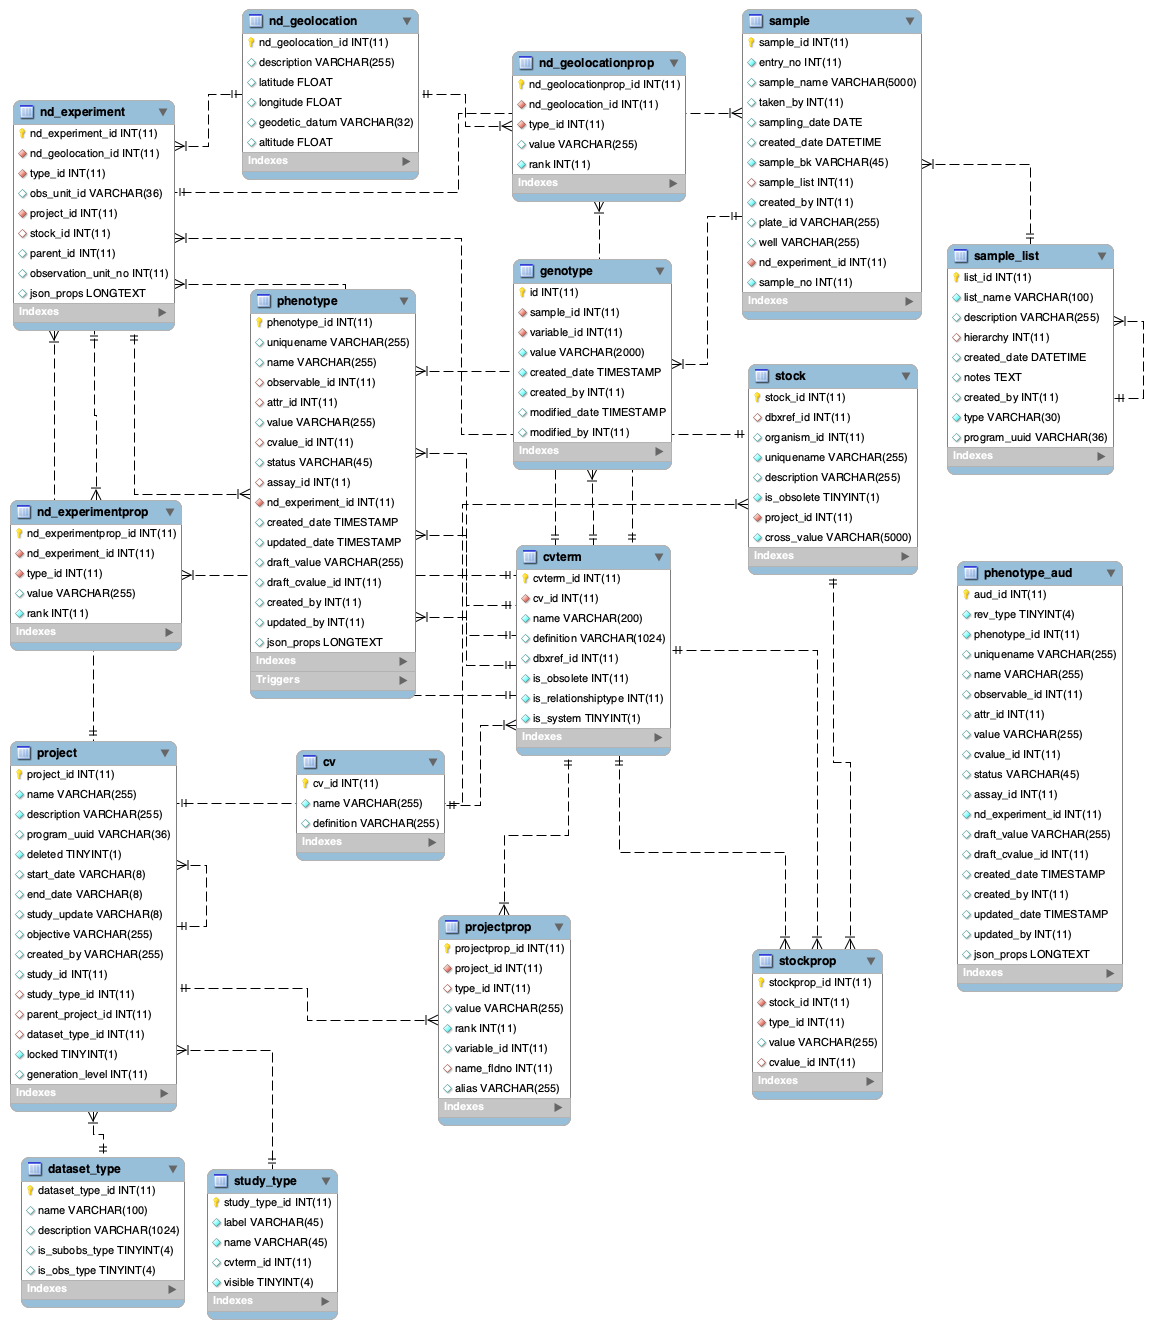 nd_geolocation
nd_geolocation_id INT(11)
description VARCHAR(255)
latitude FLOAT
longitude FLOAT
geodetic_datum VARCHAR(32)
altitude FLOAT
Indexes
sample
sample_id INT(11)
entry_no INT(11)
sample_name VARCHAR(5000)
taken_by INT(11)
sampling_date DATE
created_date DATETIME
sample_bk VARCHAR(45)
sample_list INT(11)
created_by INT(11)
plate_id VARCHAR(255)
well VARCHAR(255)
nd_experiment_id INT(11)
sample_no INT(11)
Indexes
nd_geolocationprop
nd_geolocationprop_id INT(11)
nd_geolocation_id INT(11)
type_id INT(11)
value VARCHAR(255)
rank INT(11)
Indexes
nd_experiment
nd_experiment_id INT(11)
nd_geolocation_id INT(11)
type_id INT(11)
obs_unit_id VARCHAR(36)
project_id INT(11)
stock_id INT(11)
parent_id INT(11)
observation_unit_no INT(11)
json_props LONGTEXT
Indexes
sample_list
list_id INT(11)
list_name VARCHAR(100)
description VARCHAR(255)
hierarchy INT(11)
created_date DATETIME
notes TEXT
created_by INT(11)
type VARCHAR(30)
program_uuid VARCHAR(36)
Indexes
genotype
id INT(11)
sample_id INT(11)
variable_id INT(11)
value VARCHAR(2000)
created_date TIMESTAMP
created_by INT(11)
modified_date TIMESTAMP
modified_by INT(11)
Indexes
phenotype
phenotype_id INT(11)
uniquename VARCHAR(255)
name VARCHAR(255)
observable_id INT(11)
attr_id INT(11)
value VARCHAR(255)
cvalue_id INT(11)
status VARCHAR(45)
assay_id INT(11)
nd_experiment_id INT(11)
created_date TIMESTAMP
updated_date TIMESTAMP
draft_value VARCHAR(255)
draft_cvalue_id INT(11)
created_by INT(11)
updated_by INT(11)
json_props LONGTEXT
Indexes
Triggers
stock
stock_id INT(11)
dbxref_id INT(11)
organism_id INT(11)
uniquename VARCHAR(255)
description VARCHAR(255)
is_obsolete TINYINT(1)
project_id INT(11)
cross_value VARCHAR(5000)
Indexes
nd_experimentprop
nd_experimentprop_id INT(11)
nd_experiment_id INT(11)
type_id INT(11)
value VARCHAR(255)
rank INT(11)
Indexes
cvterm
cvterm_id INT(11)
cv_id INT(11)
name VARCHAR(200)
definition VARCHAR(1024)
dbxref_id INT(11)
is_obsolete INT(11)
is_relationshiptype INT(11)
is_system TINYINT(1)
Indexes
phenotype_aud
aud_id INT(11)
rev_type TINYINT(4)
phenotype_id INT(11)
uniquename VARCHAR(255)
name VARCHAR(255)
observable_id INT(11)
attr_id INT(11)
value VARCHAR(255)
cvalue_id INT(11)
status VARCHAR(45)
assay_id INT(11)
nd_experiment_id INT(11)
draft_value VARCHAR(255)
draft_cvalue_id INT(11)
created_date TIMESTAMP
created_by INT(11)
updated_date TIMESTAMP
updated_by INT(11)
json_props LONGTEXT
Indexes
project
project_id INT(11)
name VARCHAR(255)
description VARCHAR(255)
program_uuid VARCHAR(36)
deleted TINYINT(1)
start_date VARCHAR(8)
end_date VARCHAR(8)
study_update VARCHAR(8)
objective VARCHAR(255)
created_by VARCHAR(255)
study_id INT(11)
study_type_id INT(11)
parent_project_id INT(11)
dataset_type_id INT(11)
locked TINYINT(1)
generation_level INT(11)
Indexes
cv
cv_id INT(11)
name VARCHAR(255)
definition VARCHAR(255)
Indexes
projectprop
projectprop_id INT(11)
project_id INT(11)
type_id INT(11)
value VARCHAR(255)
rank INT(11)
variable_id INT(11)
name_fldno INT(11)
alias VARCHAR(255)
Indexes
stockprop
stockprop_id INT(11)
stock_id INT(11)
type_id INT(11)
value VARCHAR(255)
cvalue_id INT(11)
Indexes
dataset_type
dataset_type_id INT(11)
name VARCHAR(100)
description VARCHAR(1024)
is_subobs_type TINYINT(4)
is_obs_type TINYINT(4)
Indexes
study_type
study_type_id INT(11)
label VARCHAR(45)
name VARCHAR(45)
cvterm_id INT(11)
visible TINYINT(4)
Indexes